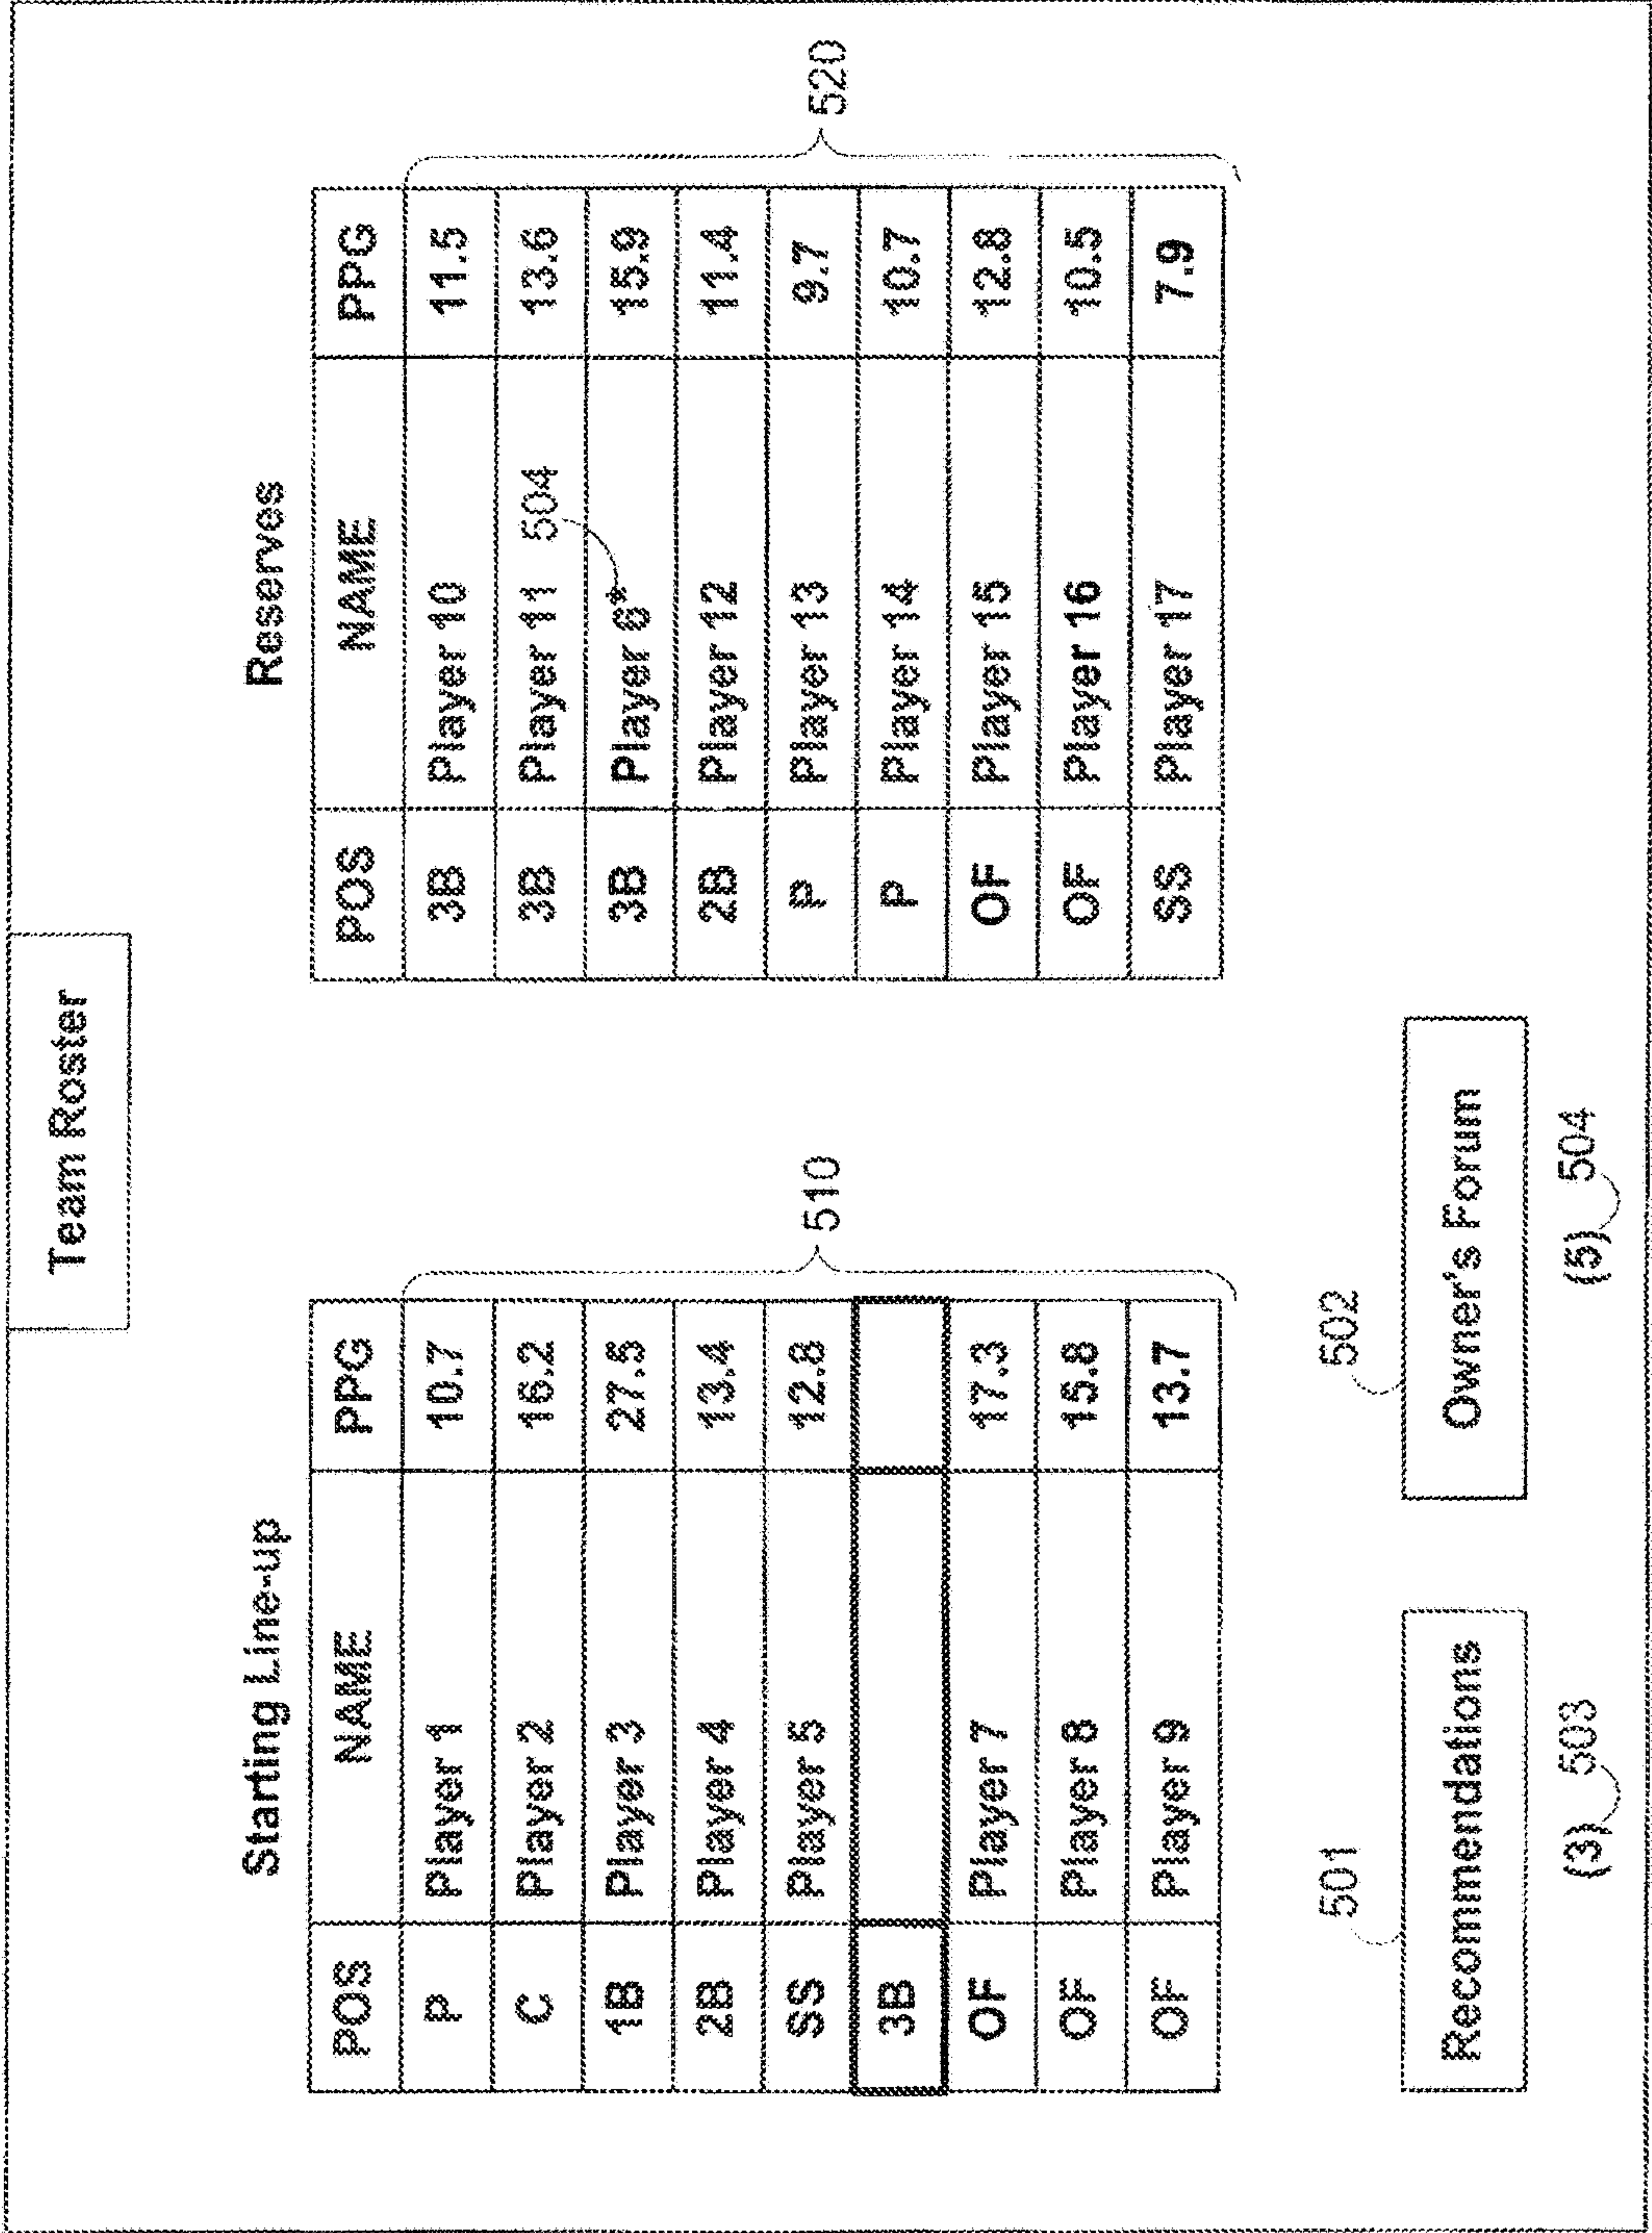 Team Roster
Starting Line-up
POS NAME PPG
P Player 1 10.7
C Player 2 16.2
1B Player 3 27.5
2B Player 4 13.4
SS Player 5 12.8
3B
OF Player 7 17.3
OF Player 8 15.8
OF Player 9 13.7
510
Reserves
POS NAME PPG
3B Player 10 11.5
3B Player 11 13.6
504
3B Player 6* 15.9
2B Player 12 11.4
P Player 13 9.7
P Player 14 10.7
OF Player 15 12.8
OF Player 16 10.5
SS Player 17 7.9
520
501
Recommendations
(3) 503
502
Owner's Forum
(5) 504